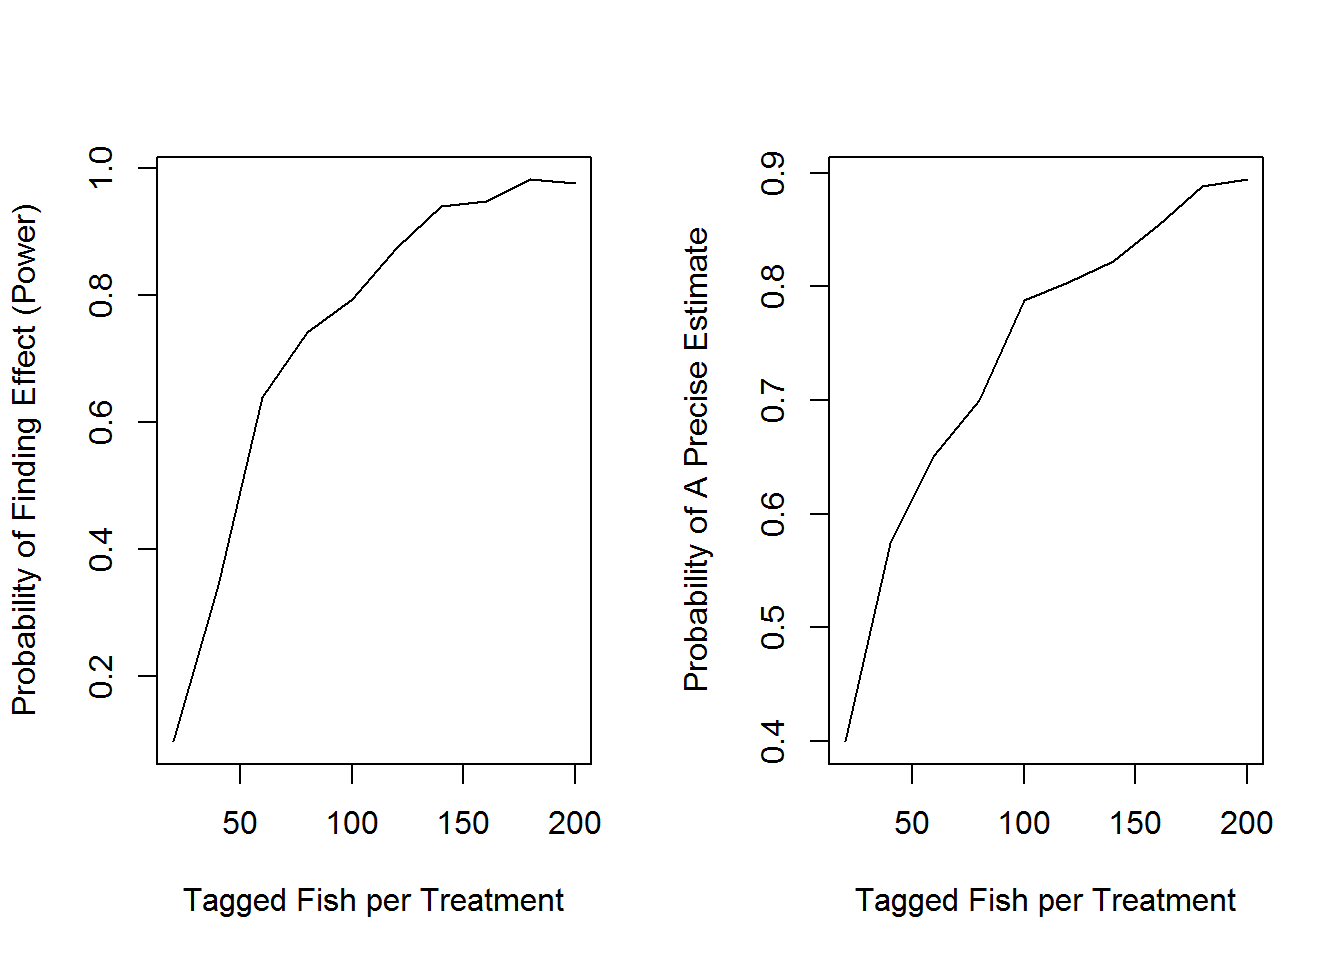 Probability of Finding Effect (Power)
1.0
0.8
0.6
0.4
0.2
50 100 150 200
Tagged Fish per Treatment
Probability of A Precise Estimate
0.9
0.8
0.7
0.6
0.5
0.4
50 100 150 200
Tagged Fish per Treatment